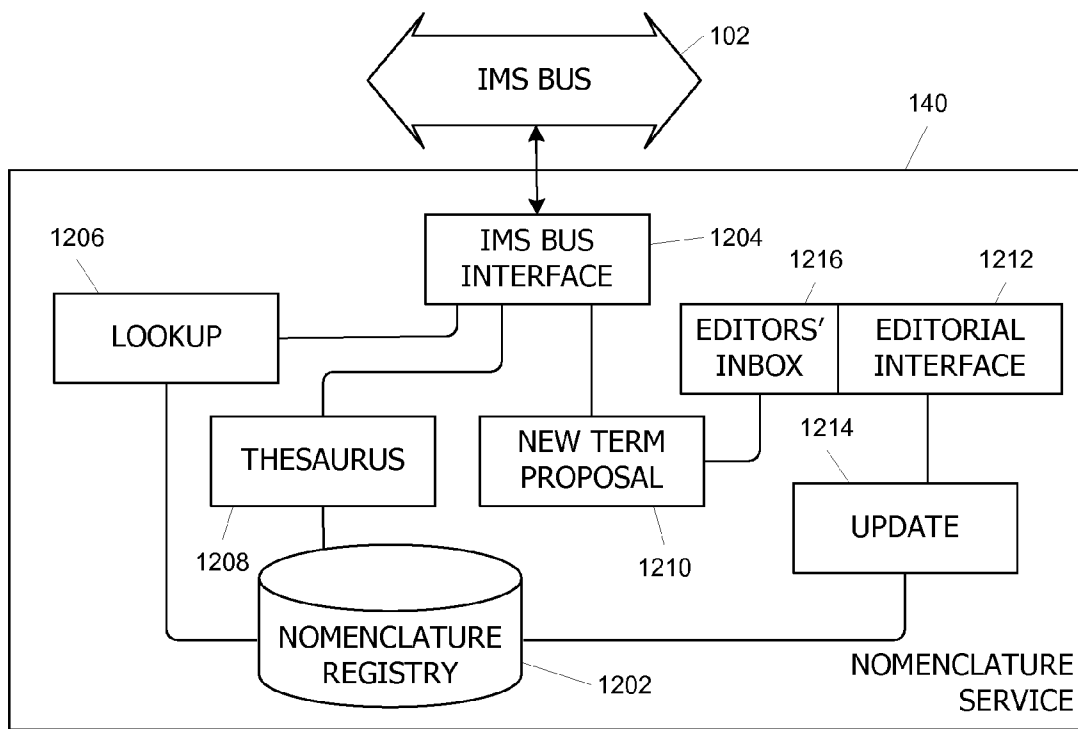 102
IMS BUS
140
1206
IMS BUS
INTERFACE
1204
1216
1212
LOOKUP
EDITORS’
INBOX
EDITORIAL
INTERFACE
THESAURUS
NEW TERM
PROPOSAL
1214
UPDATE
1208
1210
NOMENCLATURE
REGISTRY
1202
NOMENCLATURE
SERVICE